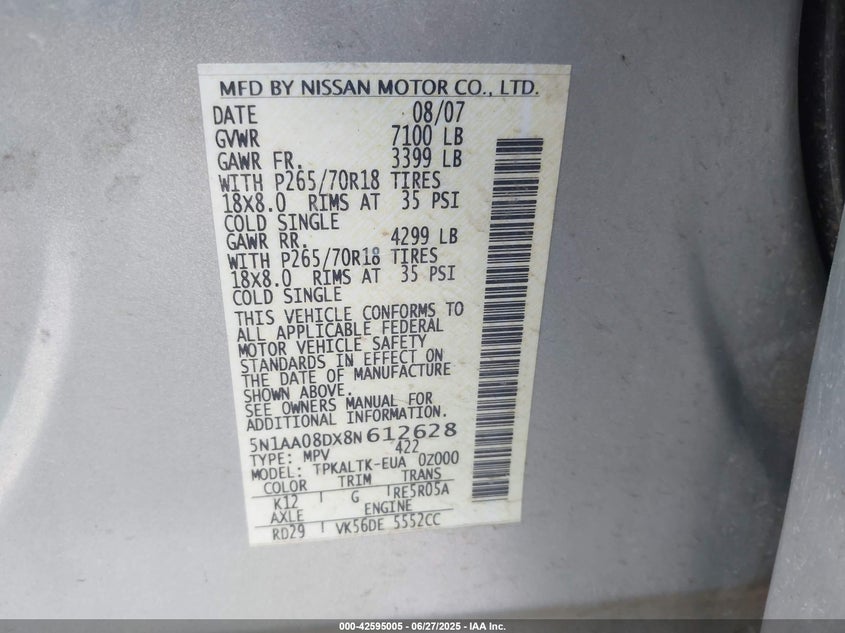 MFD BY NISSAN MOTOR CO., LTD.
DATE 08/07
GVWR 7100 LB
GAWR FR. 3399 LB
WITH P265/70R18 TIRES
18X8.0 RIMS AT 35 PSI
COLD SINGLE
GAWR RR. 4299 LB
WITH P265/70R18 TIRES
18X8.0 RIMS AT 35 PSI
COLD SINGLE
THIS VEHICLE CONFORMS TO
ALL APPLICABLE FEDERAL
MOTOR VEHICLE SAFETY
STANDARDS IN EFFECT ON
THE DATE OF MANUFACTURE
SHOWN ABOVE.
SEE OWNERS MANUAL FOR
ADDITIONAL INFORMATION.
5N1AA08DX8N 612628
TYPE: MPV 422
MODEL: TPKALTK-EUA 0Z000
COLOR TRIM TRANS
K12 G RE5R05A
AXLE ENGINE
RD29 VK56DE 5552CC
000-42595005 - 06/27/2025 - IAA Inc.